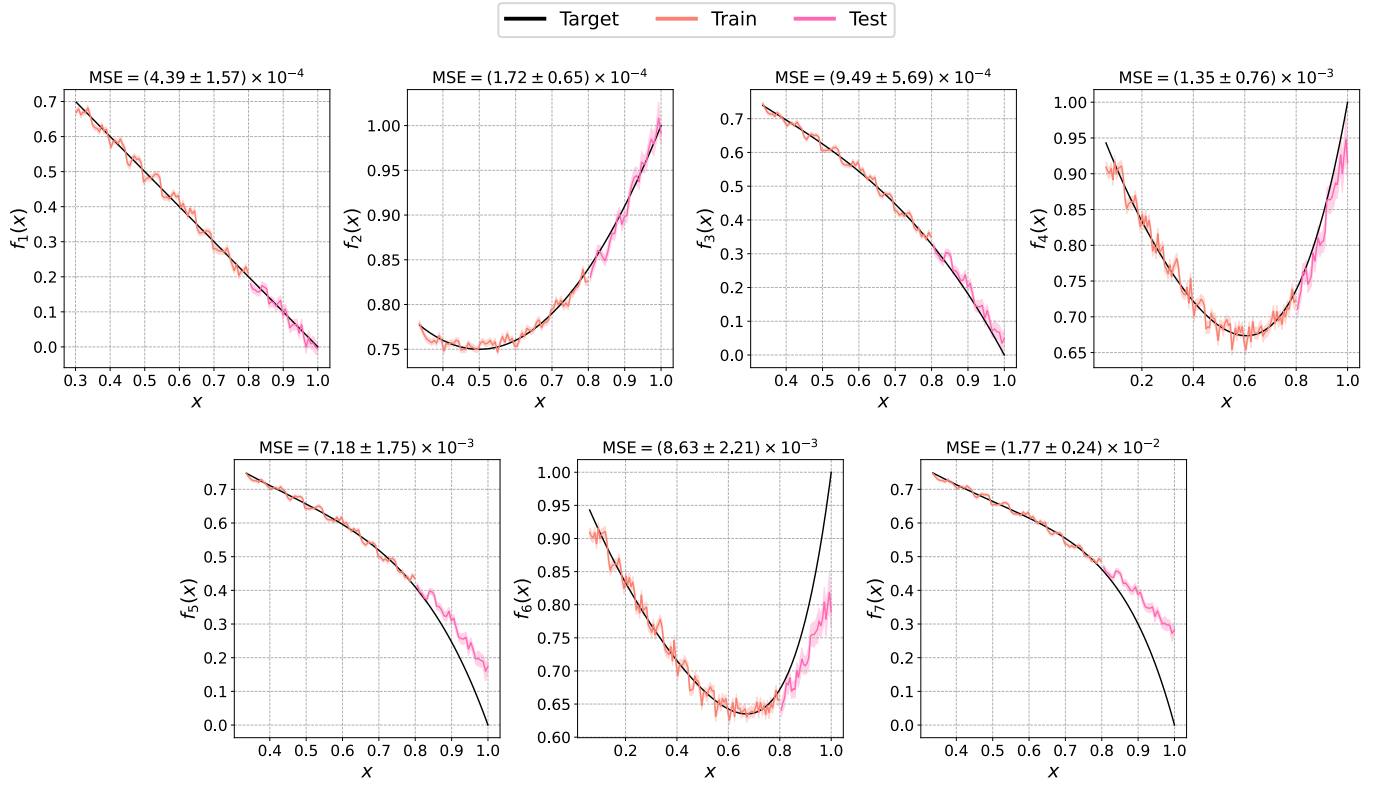 Target Train Test
MSE = (4.39 ± 1.57) × 10⁻⁴
0.7
0.6
0.5
0.4
0.3
0.2
0.1
0.0
f₁(x)
0.3 0.4 0.5 0.6 0.7 0.8 0.9 1.0
x
MSE = (1.72 ± 0.65) × 10⁻⁴
1.00
0.95
0.90
0.85
0.80
0.75
f₂(x)
0.4 0.5 0.6 0.7 0.8 0.9 1.0
x
MSE = (9.49 ± 5.69) × 10⁻⁴
0.7
0.6
0.5
0.4
0.3
0.2
0.1
0.0
f₃(x)
0.4 0.5 0.6 0.7 0.8 0.9 1.0
x
MSE = (1.35 ± 0.76) × 10⁻³
1.00
0.95
0.90
0.85
0.80
0.75
0.70
0.65
f₄(x)
0.2 0.4 0.6 0.8 1.0
x
MSE = (7.18 ± 1.75) × 10⁻³
0.7
0.6
0.5
0.4
0.3
0.2
0.1
0.0
f₅(x)
0.4 0.5 0.6 0.7 0.8 0.9 1.0
x
MSE = (8.63 ± 2.21) × 10⁻³
1.00
0.95
0.90
0.85
0.80
0.75
0.70
0.65
0.60
f₆(x)
0.2 0.4 0.6 0.8 1.0
x
MSE = (1.77 ± 0.24) × 10⁻²
0.7
0.6
0.5
0.4
0.3
0.2
0.1
0.0
f₇(x)
0.4 0.5 0.6 0.7 0.8 0.9 1.0
x